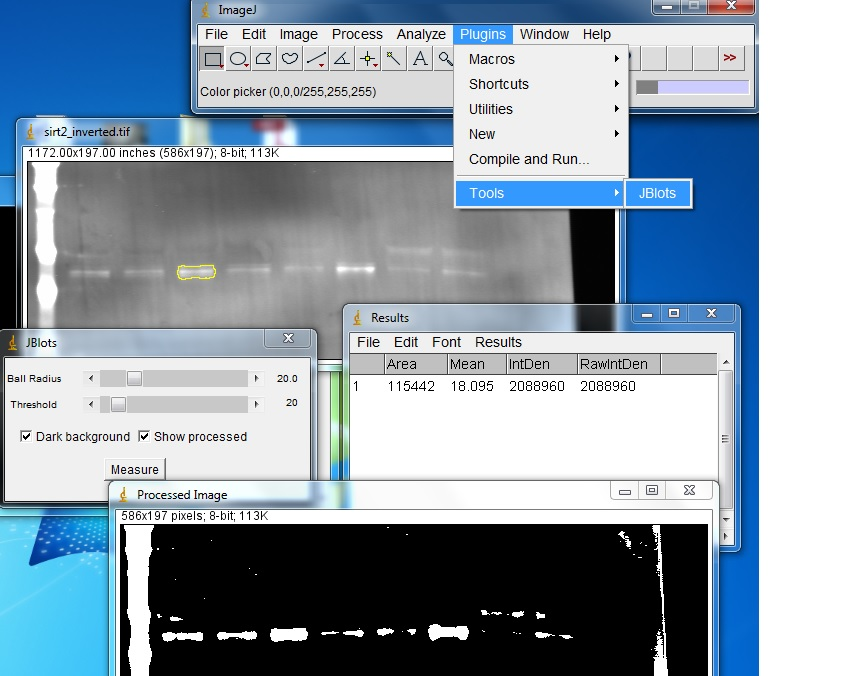 ImageJ
File Edit Image Process Analyze Plugins Window Help
A >>
Color picker (0,0,0/255,255,255)
Macros
Shortcuts
Utilities
New
Compile and Run...
Tools
JBlots
sirt2_inverted.tif
1172.00x197.00 inches (586x197); 8-bit; 113K
Results
File Edit Font Results
Area Mean IntDen RawIntDen
1 115442 18.095 2088960 2088960
JBlots
Ball Radius 20.0
Threshold 20
Dark background Show processed
Measure
Processed Image
586x197 pixels; 8-bit; 113K